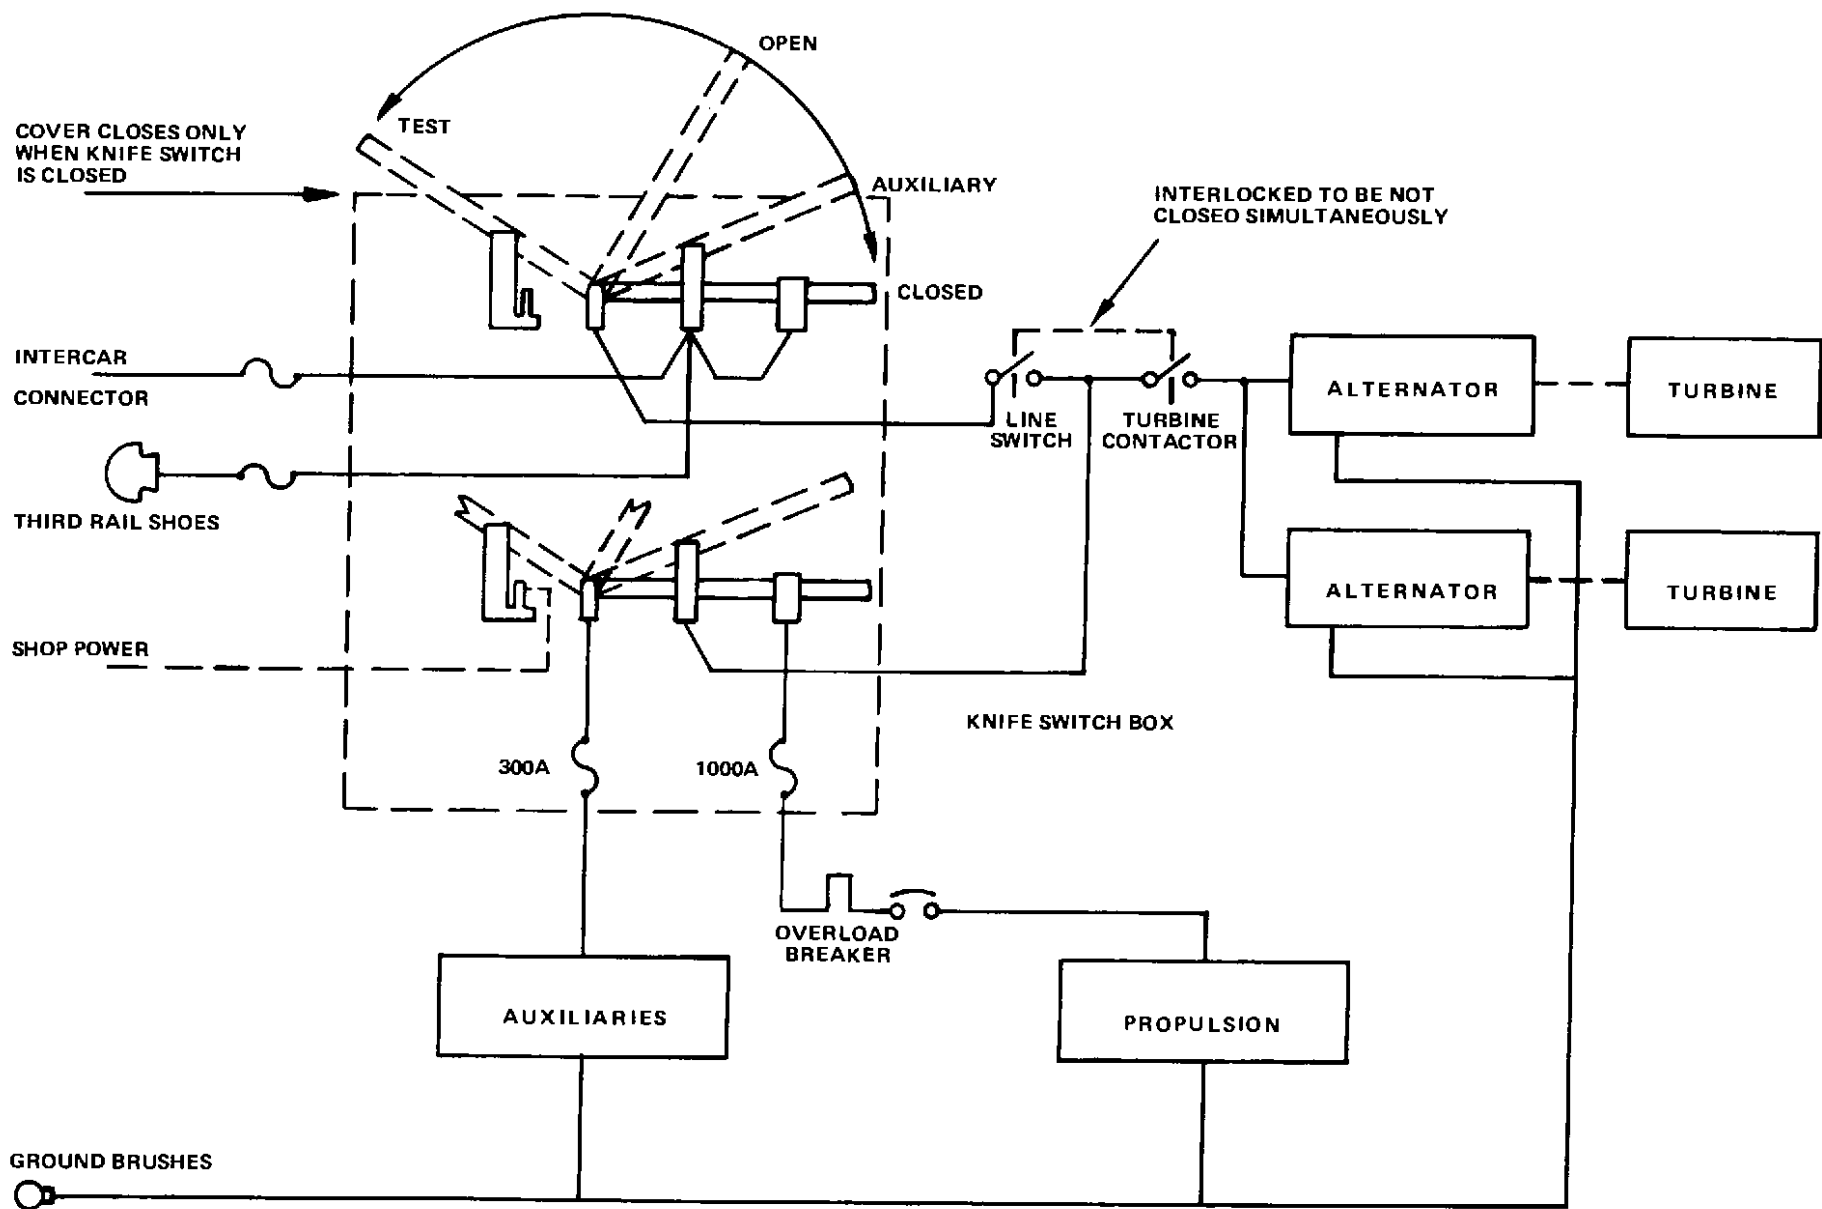 OPEN
TEST
COVER CLOSES ONLY
WHEN KNIFE SWITCH
IS CLOSED
AUXILIARY
INTERLOCKED TO BE NOT
CLOSED SIMULTANEOUSLY
CLOSED
INTERCAR
CONNECTOR
LINE
SWITCH
TURBINE
CONTACTOR
ALTERNATOR
TURBINE
THIRD RAIL SHOES
ALTERNATOR
TURBINE
SHOP POWER
KNIFE SWITCH BOX
300A
1000A
OVERLOAD
BREAKER
AUXILIARIES
PROPULSION
GROUND BRUSHES